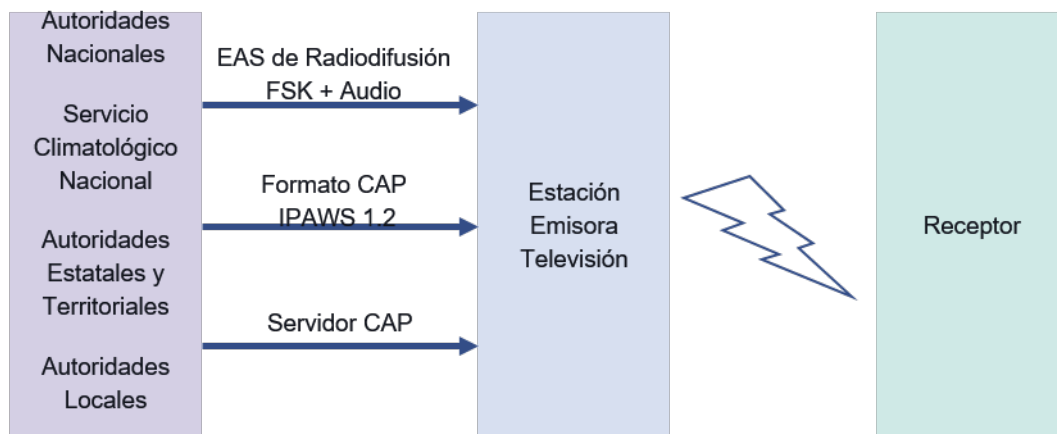 Autoridades
Nacionales
Servicio
Climatológico
Nacional
Autoridades
Estatales y
Territoriales
Autoridades
Locales
EAS de Radiodifusión
FSK + Audio
Formato CAP
IPAWS 1.2
Servidor CAP
Estación
Emisora
Televisión
Receptor